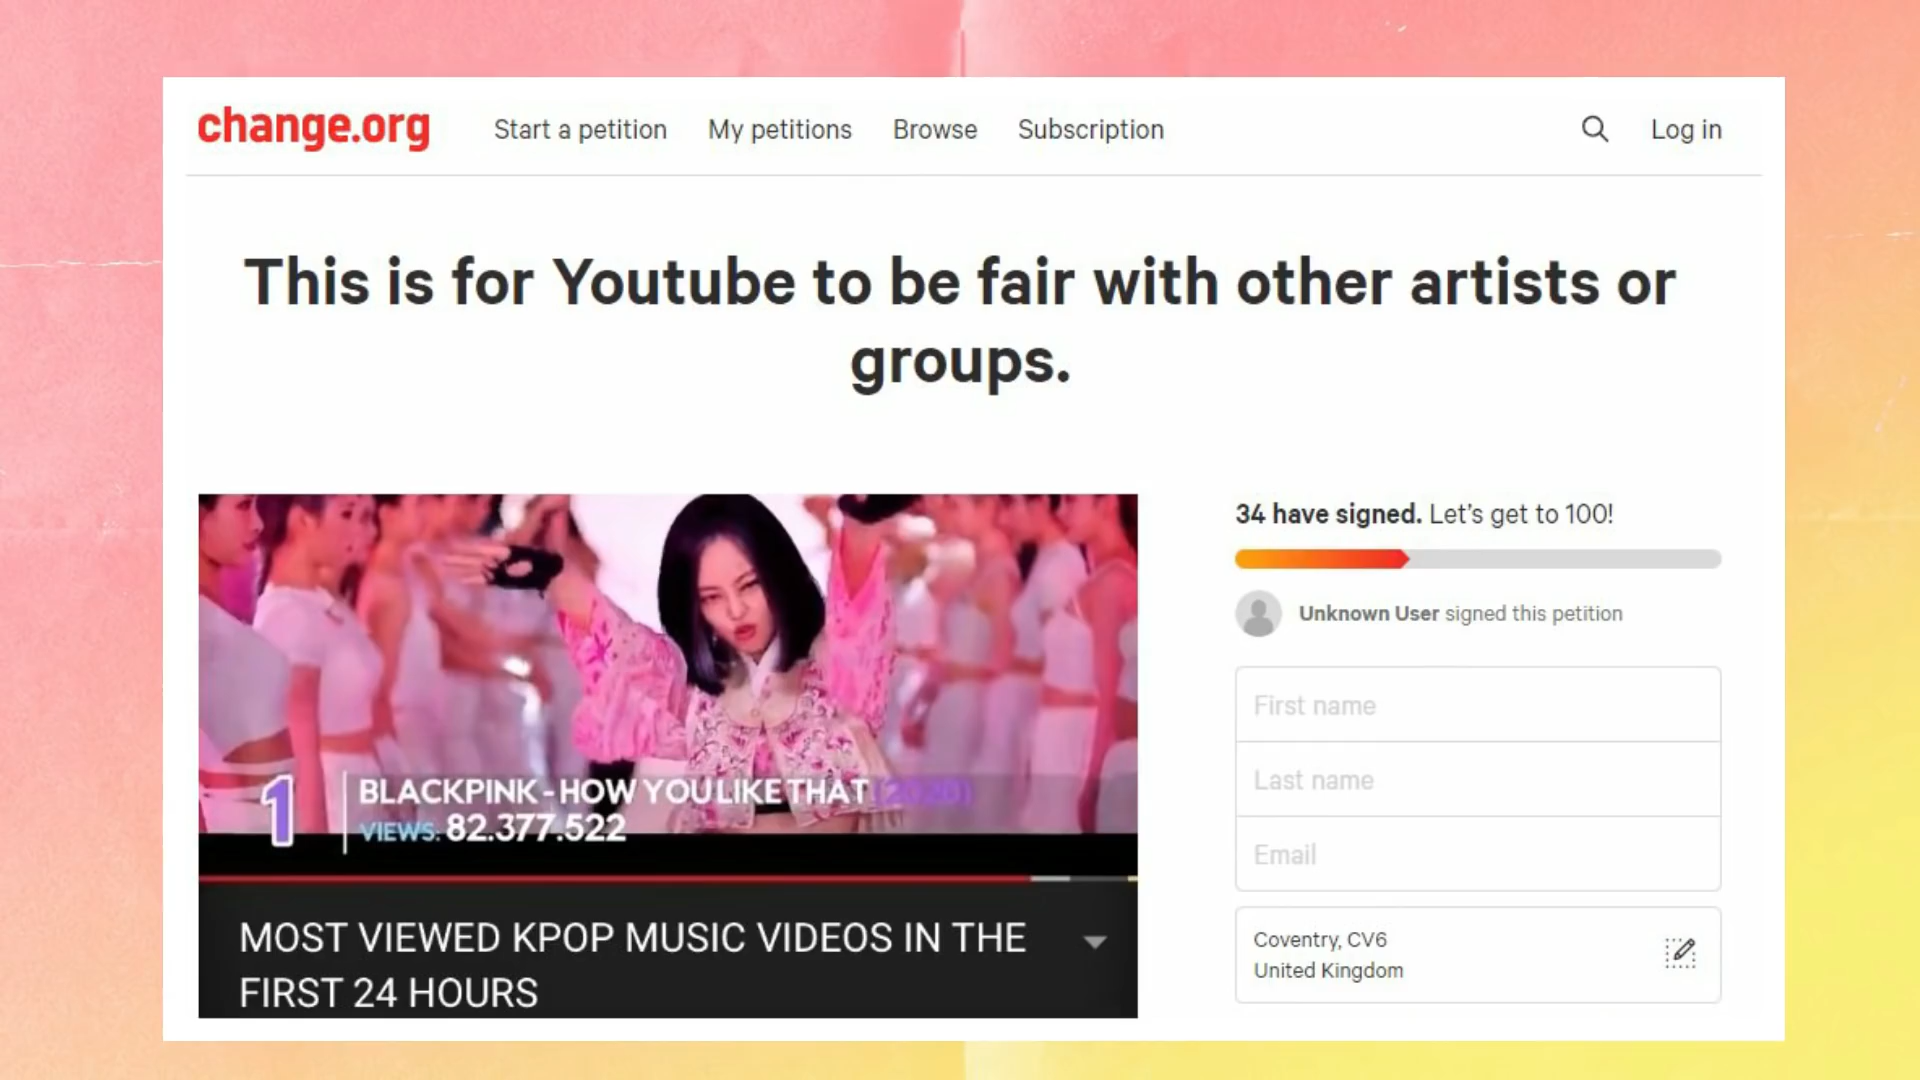 change.org Start a petition My petitions Browse Subscription Log in
This is for Youtube to be fair with other artists or
groups.
1 BLACKPINK - HOW YOU LIKE THAT (2020)
VIEWS: 82.377.522
MOST VIEWED KPOP MUSIC VIDEOS IN THE
FIRST 24 HOURS
34 have signed. Let's get to 100!
Unknown User signed this petition
First name
Last name
Email
Coventry, CV6
United Kingdom